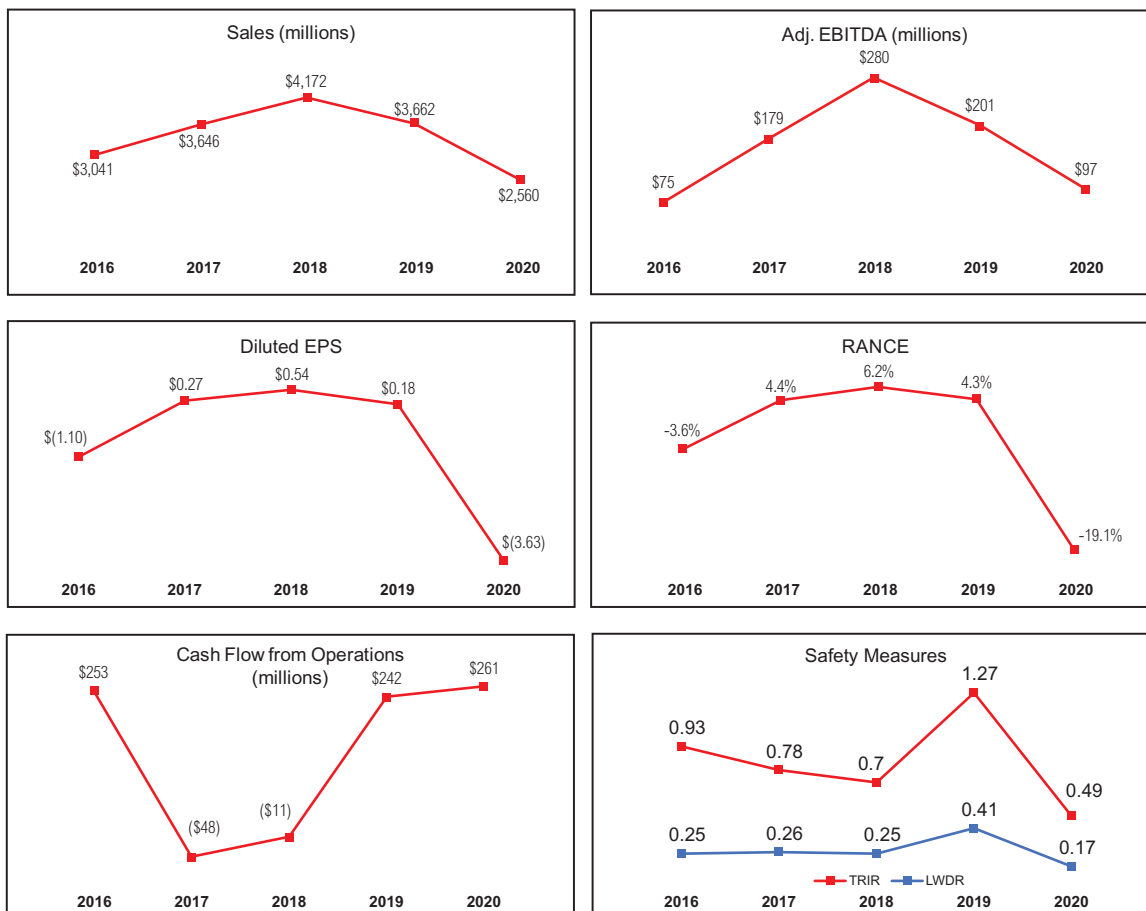 Sales (millions)
$3,041
$3,646
$4,172
$3,662
$2,560
2016 2017 2018 2019 2020
Adj. EBITDA (millions)
$75
$179
$280
$201
$97
2016 2017 2018 2019 2020
Diluted EPS
$(1.10)
$0.27
$0.54
$0.18
$(3.63)
2016 2017 2018 2019 2020
RANCE
-3.6%
4.4%
6.2%
4.3%
-19.1%
2016 2017 2018 2019 2020
Cash Flow from Operations
(millions)
$253
($48)
($11)
$242
$261
2016 2017 2018 2019 2020
Safety Measures
0.93
0.78
0.7
1.27
0.49
0.25
0.26
0.25
0.41
0.17
TRIR LWDR
2016 2017 2018 2019 2020